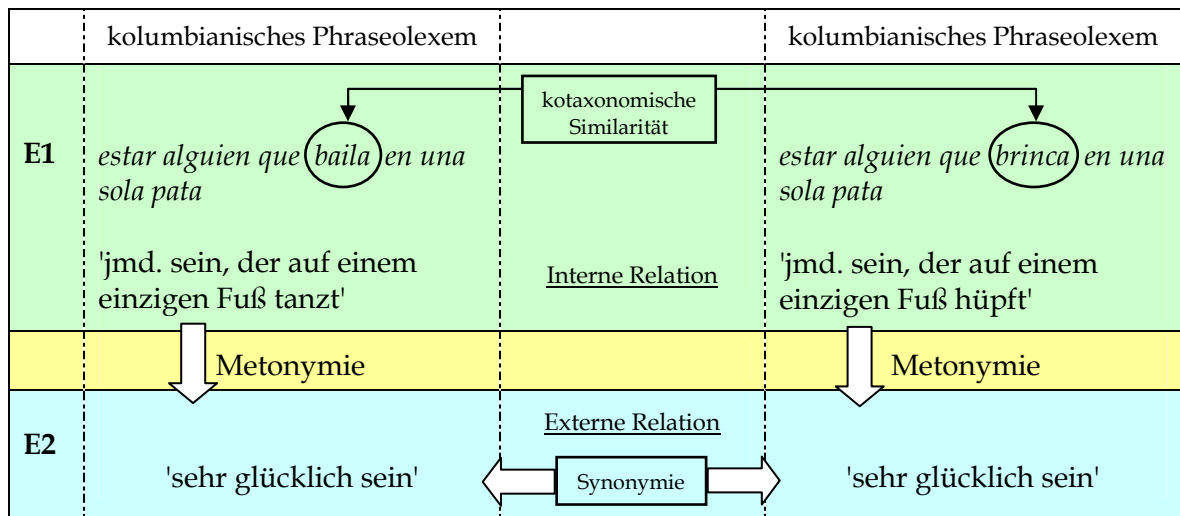 kolumbianisches Phraseolexem
kolumbianisches Phraseolexem
E1
kotaxonomische
Similarität
estar alguien que baila en una
sola pata
'jmd. sein, der auf einem
einzigen Fuß tanzt'
Interne Relation
estar alguien que brinca en una
sola pata
'jmd. sein, der auf einem
einzigen Fuß hüpft'
Metonymie
Metonymie
E2
Externe Relation
'sehr glücklich sein'
Synonymie
'sehr glücklich sein'